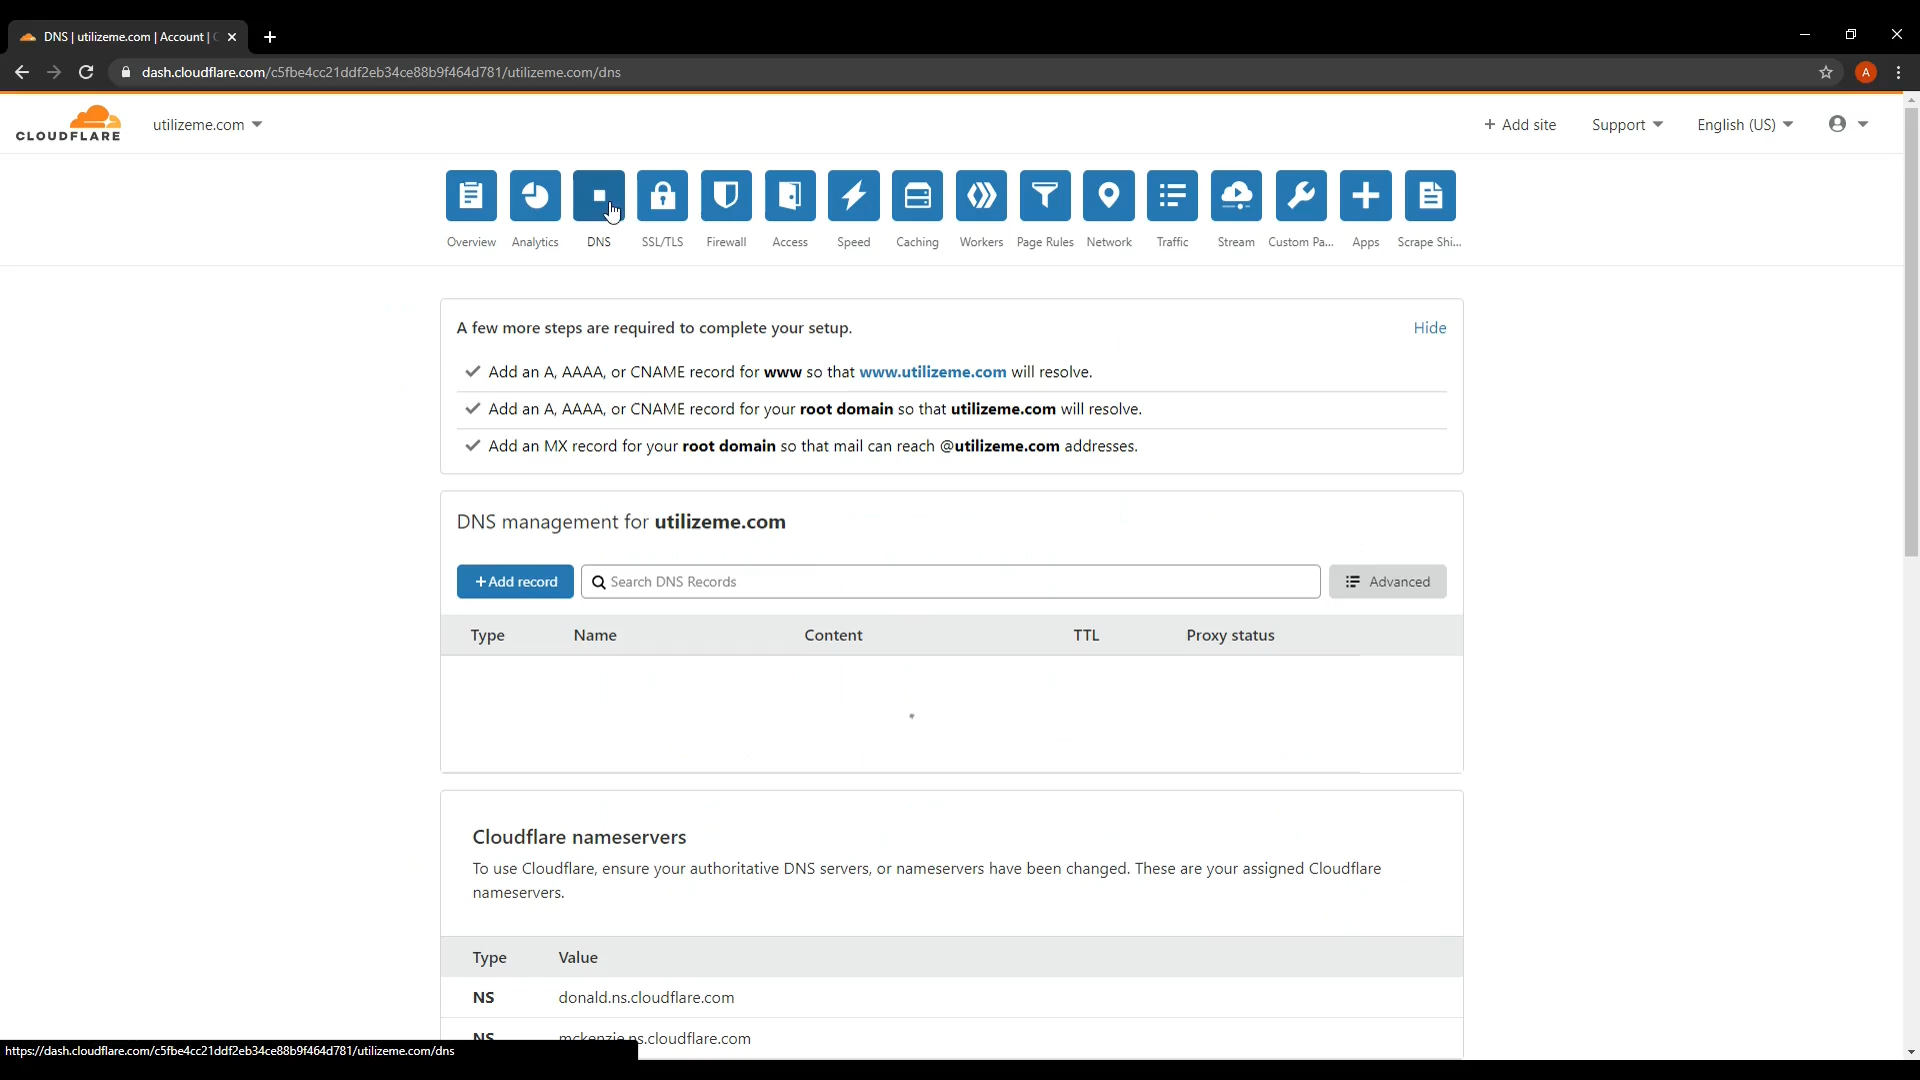 DNS | utilizeme.com | Account | C
dash.cloudflare.com/c5fbe4cc21ddf2eb34ce88b9f464d781/utilizeme.com/dns
A
CLOUDFLARE
utilizeme.com
+ Add site
Support
English (US)
Overview
Analytics
DNS
SSL/TLS
Firewall
Access
Speed
Caching
Workers
Page Rules
Network
Traffic
Stream
Custom Pa...
Apps
Scrape Shi...
A few more steps are required to complete your setup.
Hide
Add an A, AAAA, or CNAME record for www so that www.utilizeme.com will resolve.
Add an A, AAAA, or CNAME record for your root domain so that utilizeme.com will resolve.
Add an MX record for your root domain so that mail can reach @utilizeme.com addresses.
DNS management for utilizeme.com
+ Add record
Search DNS Records
Advanced
Type Name Content TTL Proxy status
Cloudflare nameservers
To use Cloudflare, ensure your authoritative DNS servers, or nameservers have been changed. These are your assigned Cloudflare
nameservers.
Type Value
NS donald.ns.cloudflare.com
NS mckenzie.ns.cloudflare.com
https://dash.cloudflare.com/c5fbe4cc21ddf2eb34ce88b9f464d781/utilizeme.com/dns